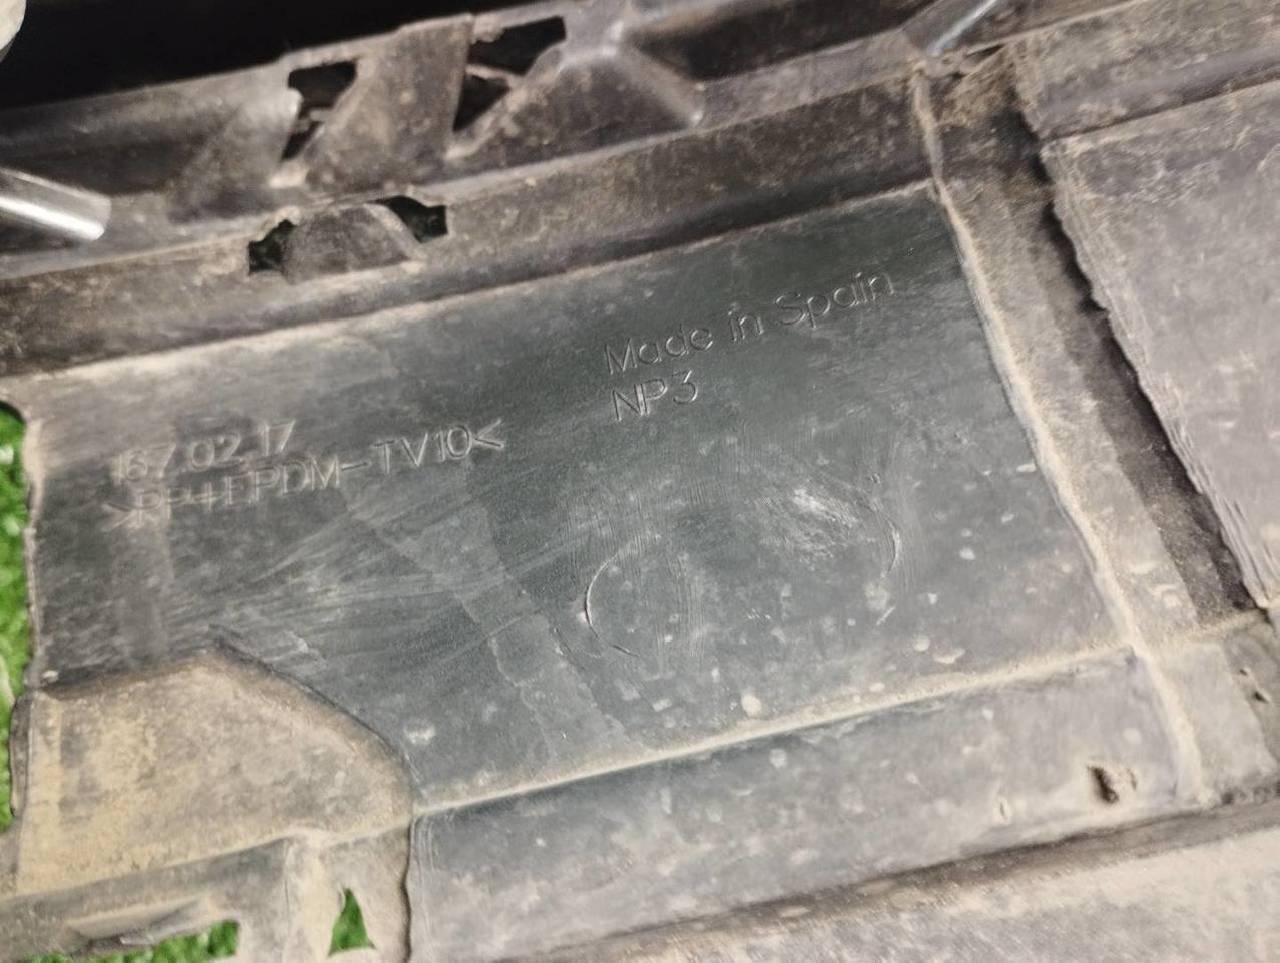 167.02.17
>PP+EPDM-TV10<
Made in Spain
NP3